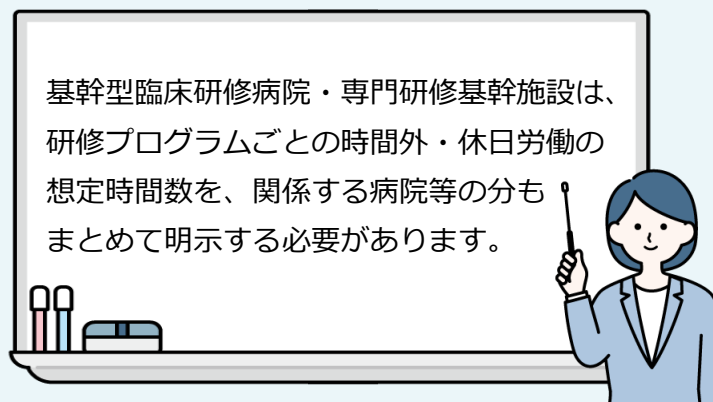 基幹型臨床研修病院・専門研修基幹施設は、
研修プログラムごとの時間外・休日労働の
想定時間数を、関係する病院等の分も
まとめて明示する必要があります。